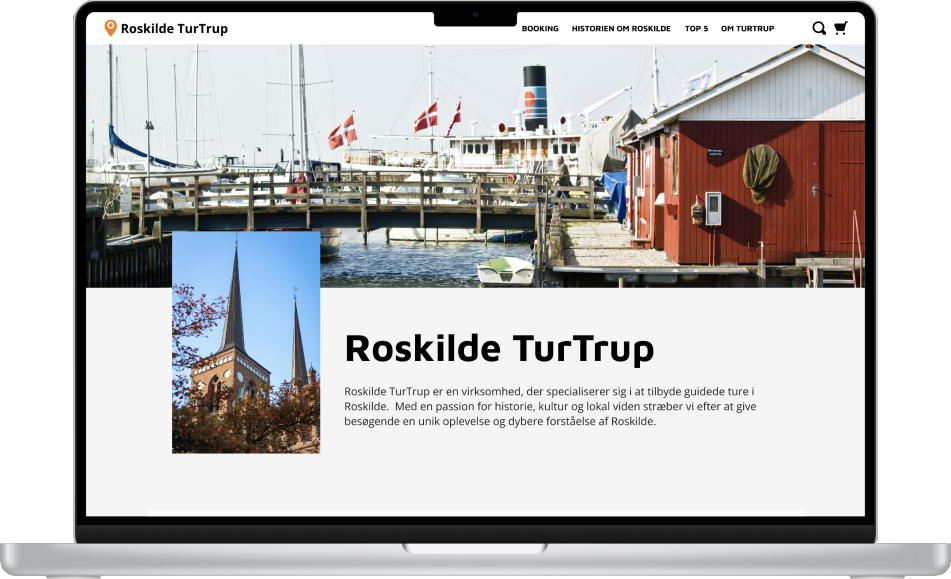 Roskilde TurTrup
BOOKING HISTORIEN OM ROSKILDE TOP 5 OM TURTRUP
Roskilde TurTrup
Roskilde TurTrup er en virksomhed, der specialiserer sig i at tilbyde guidede ture i
Roskilde. Med en passion for historie, kultur og lokal viden stræber vi efter at give
besøgende en unik oplevelse og dybere forståelse af Roskilde.